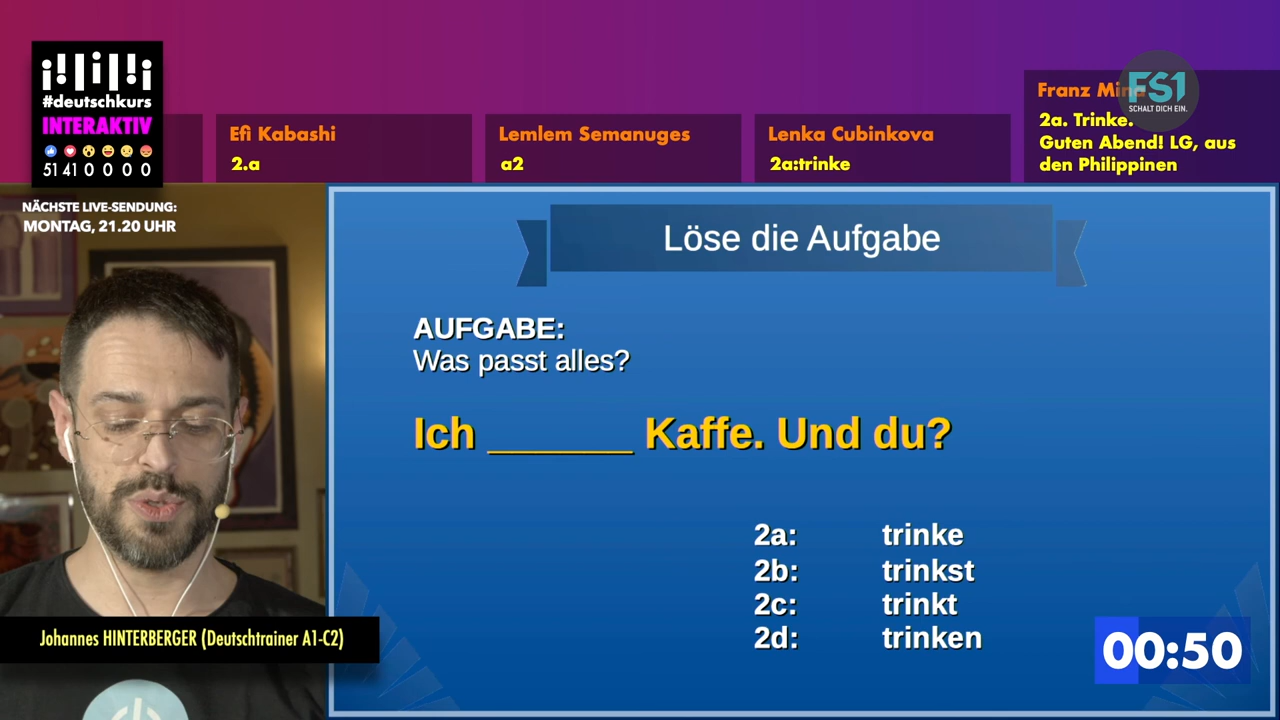 #deutschkurs
INTERAKTIV
51 41 0 0 0 0
NÄCHSTE LIVE-SENDUNG:
MONTAG, 21.20 UHR
Efi Kabashi
2.a
Lemlem Semanuges
a2
Lenka Cubinkova
2a:trinke
Franz Mina
2a. Trinke.
Guten Abend! LG, aus
den Philippinen
FS1
SCHALT DICH EIN.
Löse die Aufgabe
AUFGABE:
Was passt alles?
Ich ______ Kaffe. Und du?
2a: trinke
2b: trinkst
2c: trinkt
2d: trinken
Johannes HINTERBERGER (Deutschtrainer A1-C2)
00:50